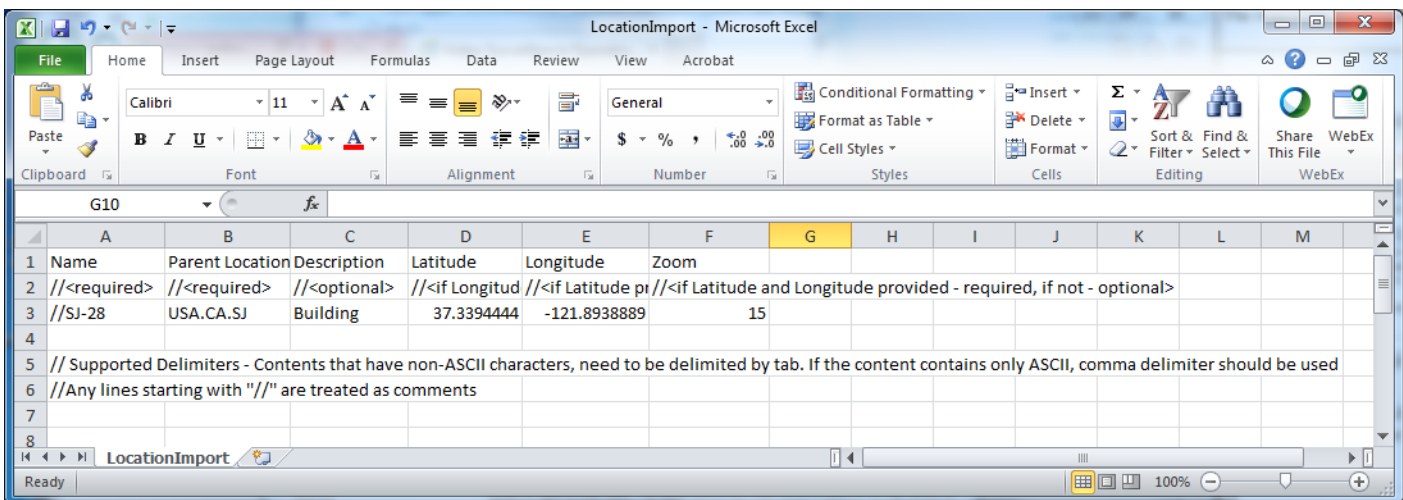 LocationImport - Microsoft Excel
File Home Insert Page Layout Formulas Data Review View Acrobat
Calibri 11 A A General Conditional Formatting Insert Σ
Paste B I U A $ % , .0 .00 .00 .0 Format as Table Delete Sort & Find & Share WebEx
Cell Styles Format Filter Select This File
Clipboard Font Alignment Number Styles Cells Editing WebEx
G10 fx
A B C D E F G H I J K L M
1 Name Parent Location Description Latitude Longitude Zoom
2 //<required> //<required> //<optional> //<if Longitud //<if Latitude pr //<if Latitude and Longitude provided - required, if not - optional>
3 //SJ-28 USA.CA.SJ Building 37.3394444 -121.8938889 15
4
5 // Supported Delimiters - Contents that have non-ASCII characters, need to be delimited by tab. If the content contains only ASCII, comma delimiter should be used
6 //Any lines starting with "//" are treated as comments
7
8
LocationImport
Ready 100%